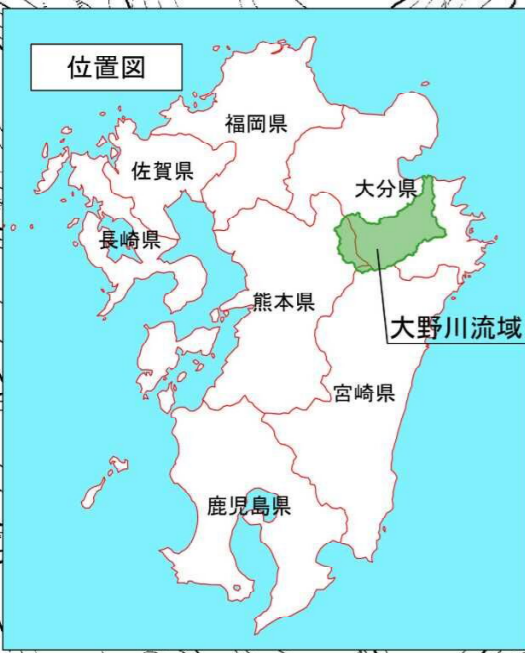 位置図
福岡県
佐賀県
大分県
長崎県
熊本県
大野川流域
宮崎県
鹿児島県